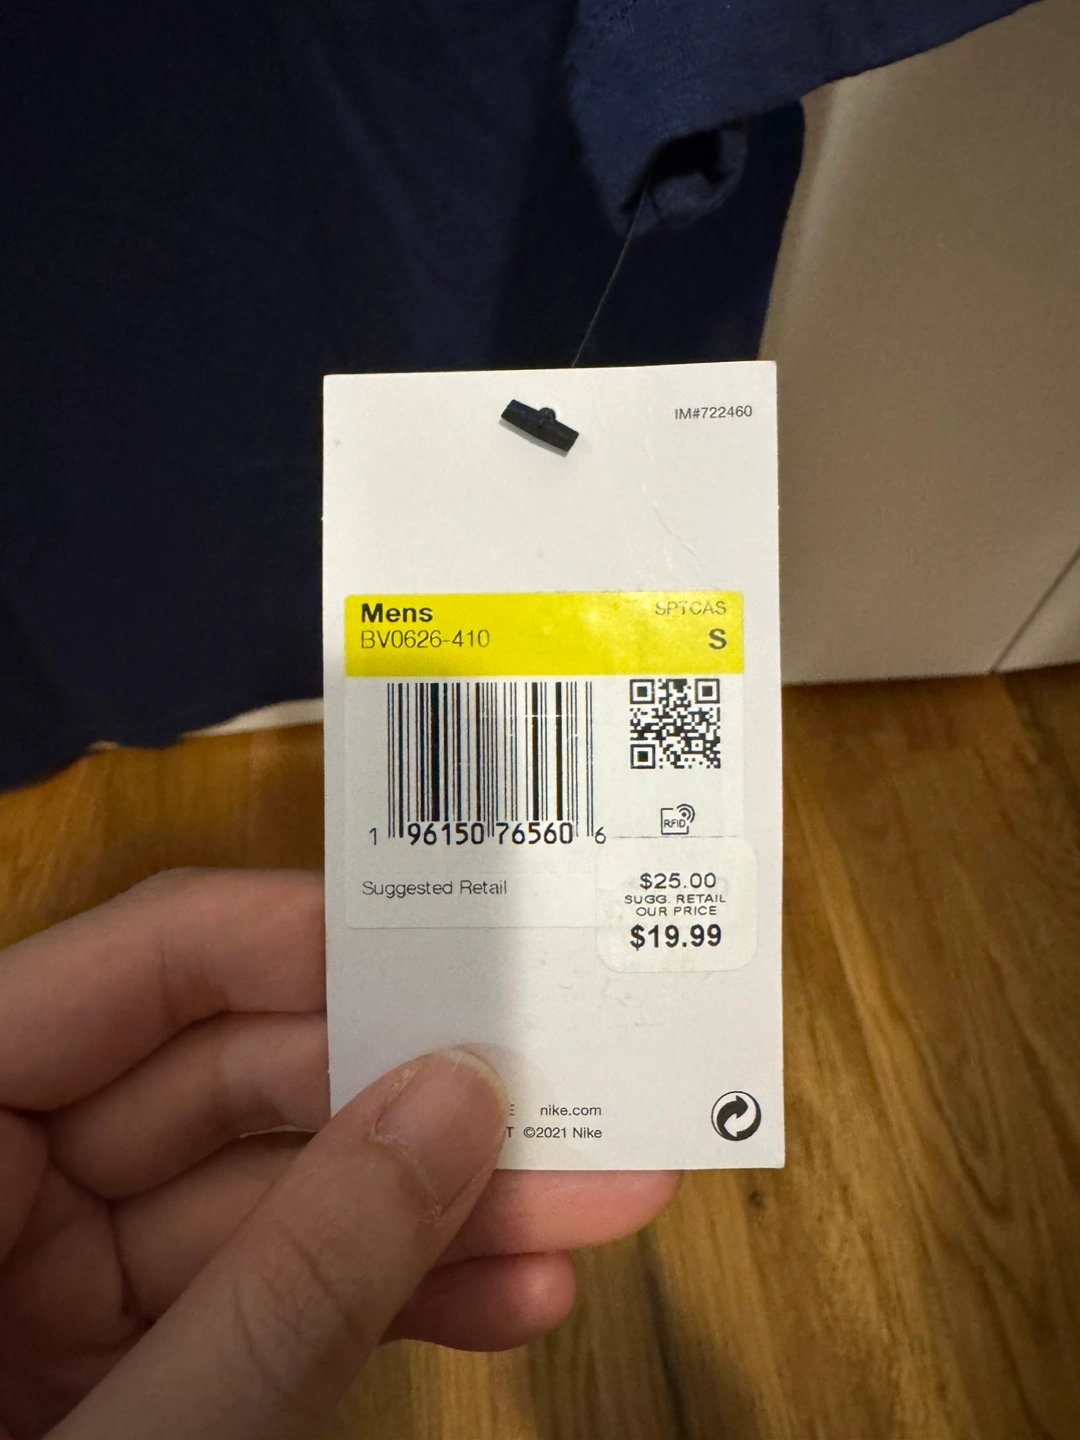 IM#722460
Mens
SPTCAS
BV0626-410
S
1 96150 76560 6
RFID
Suggested Retail
$25.00
SUGG. RETAIL
OUR PRICE
$19.99
nike.com
©2021 Nike